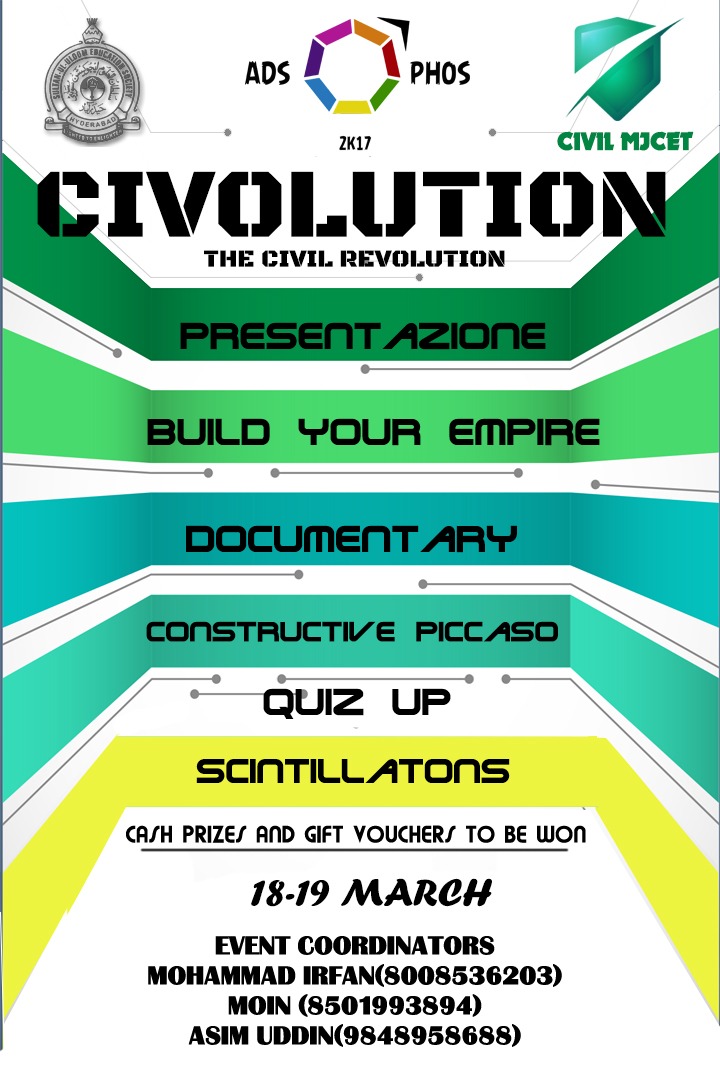 SULTAN-UL-ULOOM EDUCATION SOCIETY
HYDERABAD
ADS PHOS
2K17
CIVIL MJCET
CIVOLUTION
THE CIVIL REVOLUTION
PRESENTAZIONE
BUILD YOUR EMPIRE
DOCUMENTARY
CONSTRUCTIVE PICCASO
QUIZ UP
SCINTILLATONS
CASH PRIZES AND GIFT VOUCHERS TO BE WON
18-19 MARCH
EVENT COORDINATORS
MOHAMMAD IRFAN(8008536203)
MOIN (8501993894)
ASIM UDDIN(9848958688)